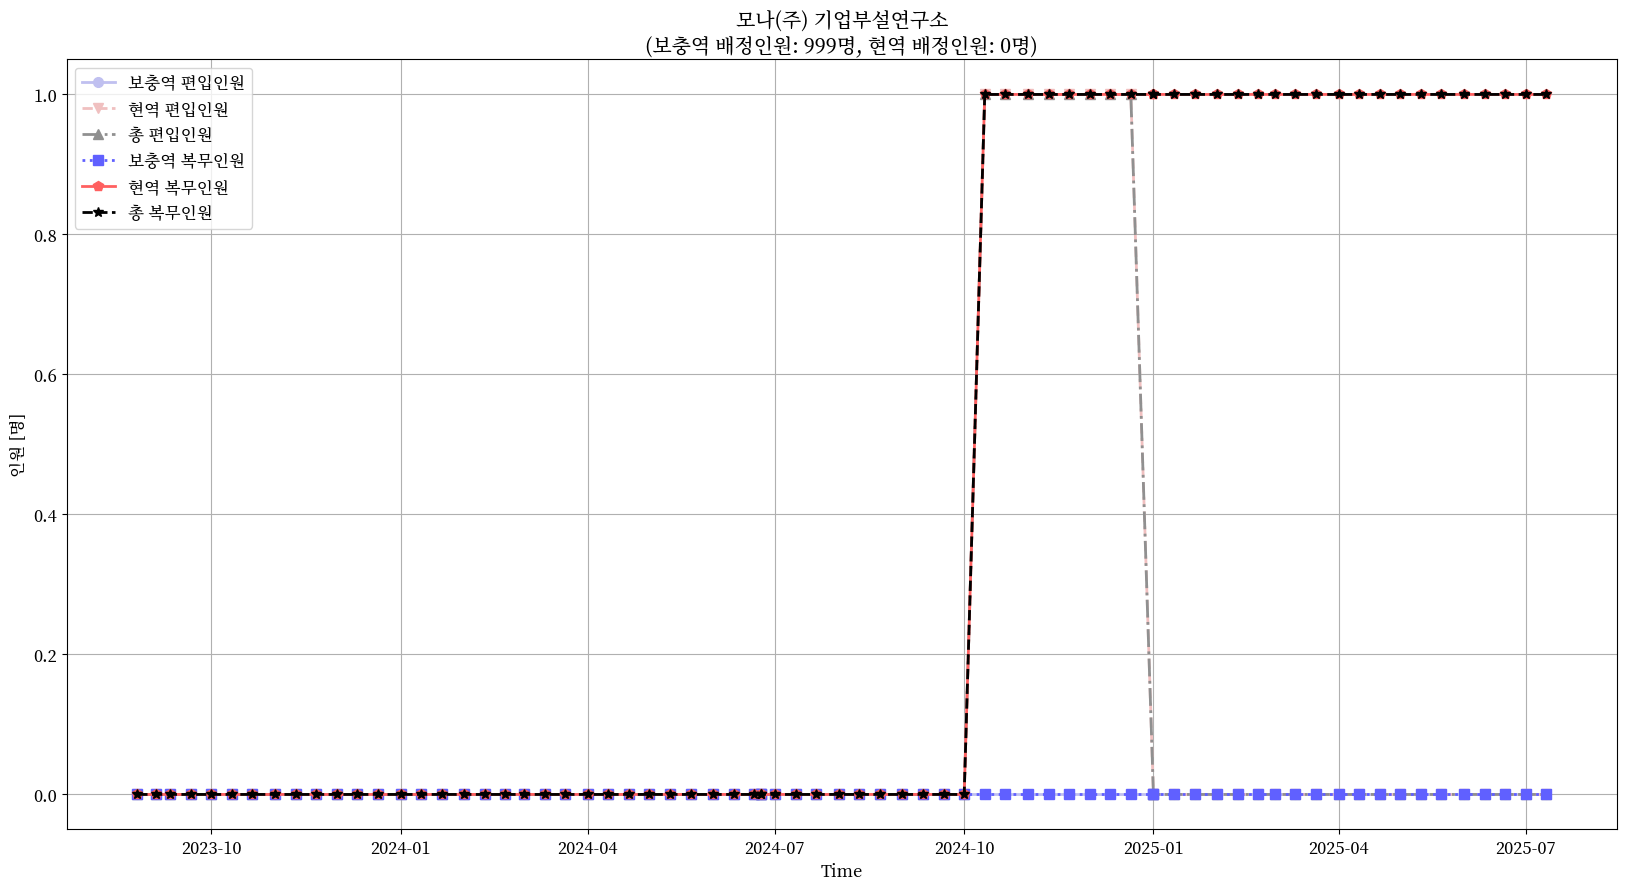 모나(주) 기업부설연구소
(보충역 배정인원: 999명, 현역 배정인원: 0명)
보충역 편입인원
현역 편입인원
총 편입인원
보충역 복무인원
현역 복무인원
총 복무인원
1.0
0.8
0.6
0.4
0.2
0.0
인원 [명]
2023-10
2024-01
2024-04
2024-07
2024-10
2025-01
2025-04
2025-07
Time